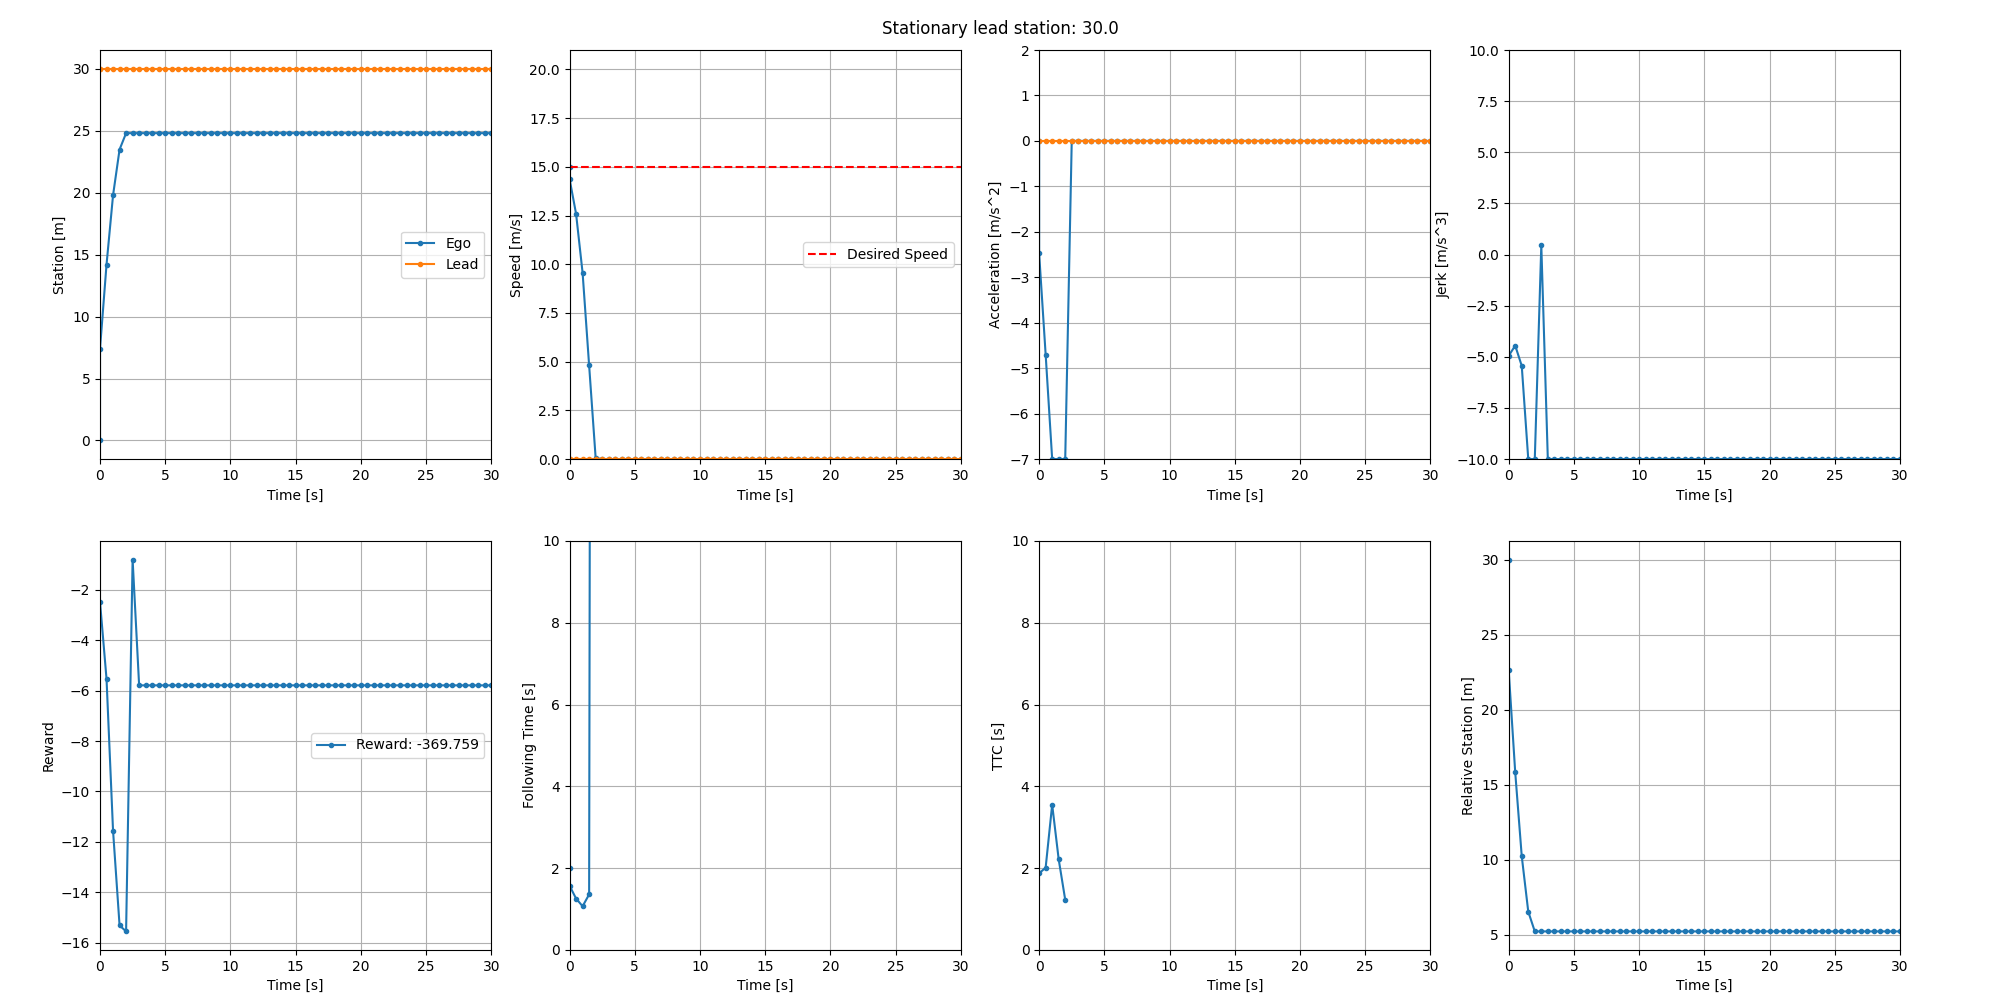 Stationary lead station: 30.0
Station [m]
30
25
20
15
10
5
0
Ego
Lead
0 5 10 15 20 25 30
Time [s]
Speed [m/s]
20.0
17.5
15.0
12.5
10.0
7.5
5.0
2.5
0.0
Desired Speed
0 5 10 15 20 25 30
Time [s]
Acceleration [m/s^2]
2
1
0
−1
−2
−3
−4
−5
−6
−7
0 5 10 15 20 25 30
Time [s]
Jerk [m/s^3]
10.0
7.5
5.0
2.5
0.0
−2.5
−5.0
−7.5
−10.0
0 5 10 15 20 25 30
Time [s]
Reward
−2
−4
−6
−8
−10
−12
−14
−16
Reward: -369.759
0 5 10 15 20 25 30
Time [s]
Following Time [s]
10
8
6
4
2
0
0 5 10 15 20 25 30
Time [s]
TTC [s]
10
8
6
4
2
0
0 5 10 15 20 25 30
Time [s]
Relative Station [m]
30
25
20
15
10
5
0 5 10 15 20 25 30
Time [s]